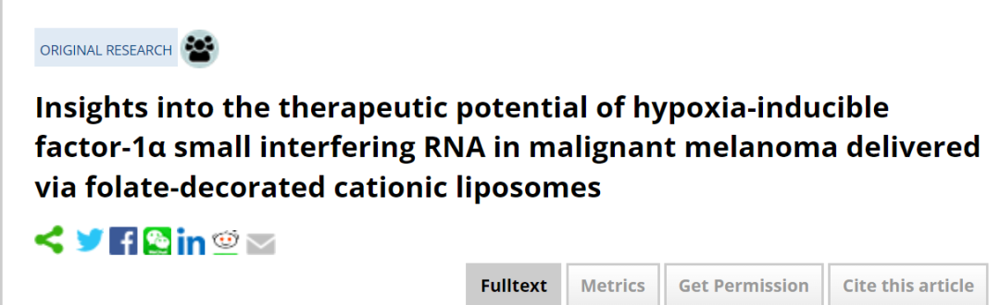 ORIGINAL RESEARCH
Insights into the therapeutic potential of hypoxia-inducible
factor-1α small interfering RNA in malignant melanoma delivered
via folate-decorated cationic liposomes
in
Fulltext Metrics Get Permission Cite this article